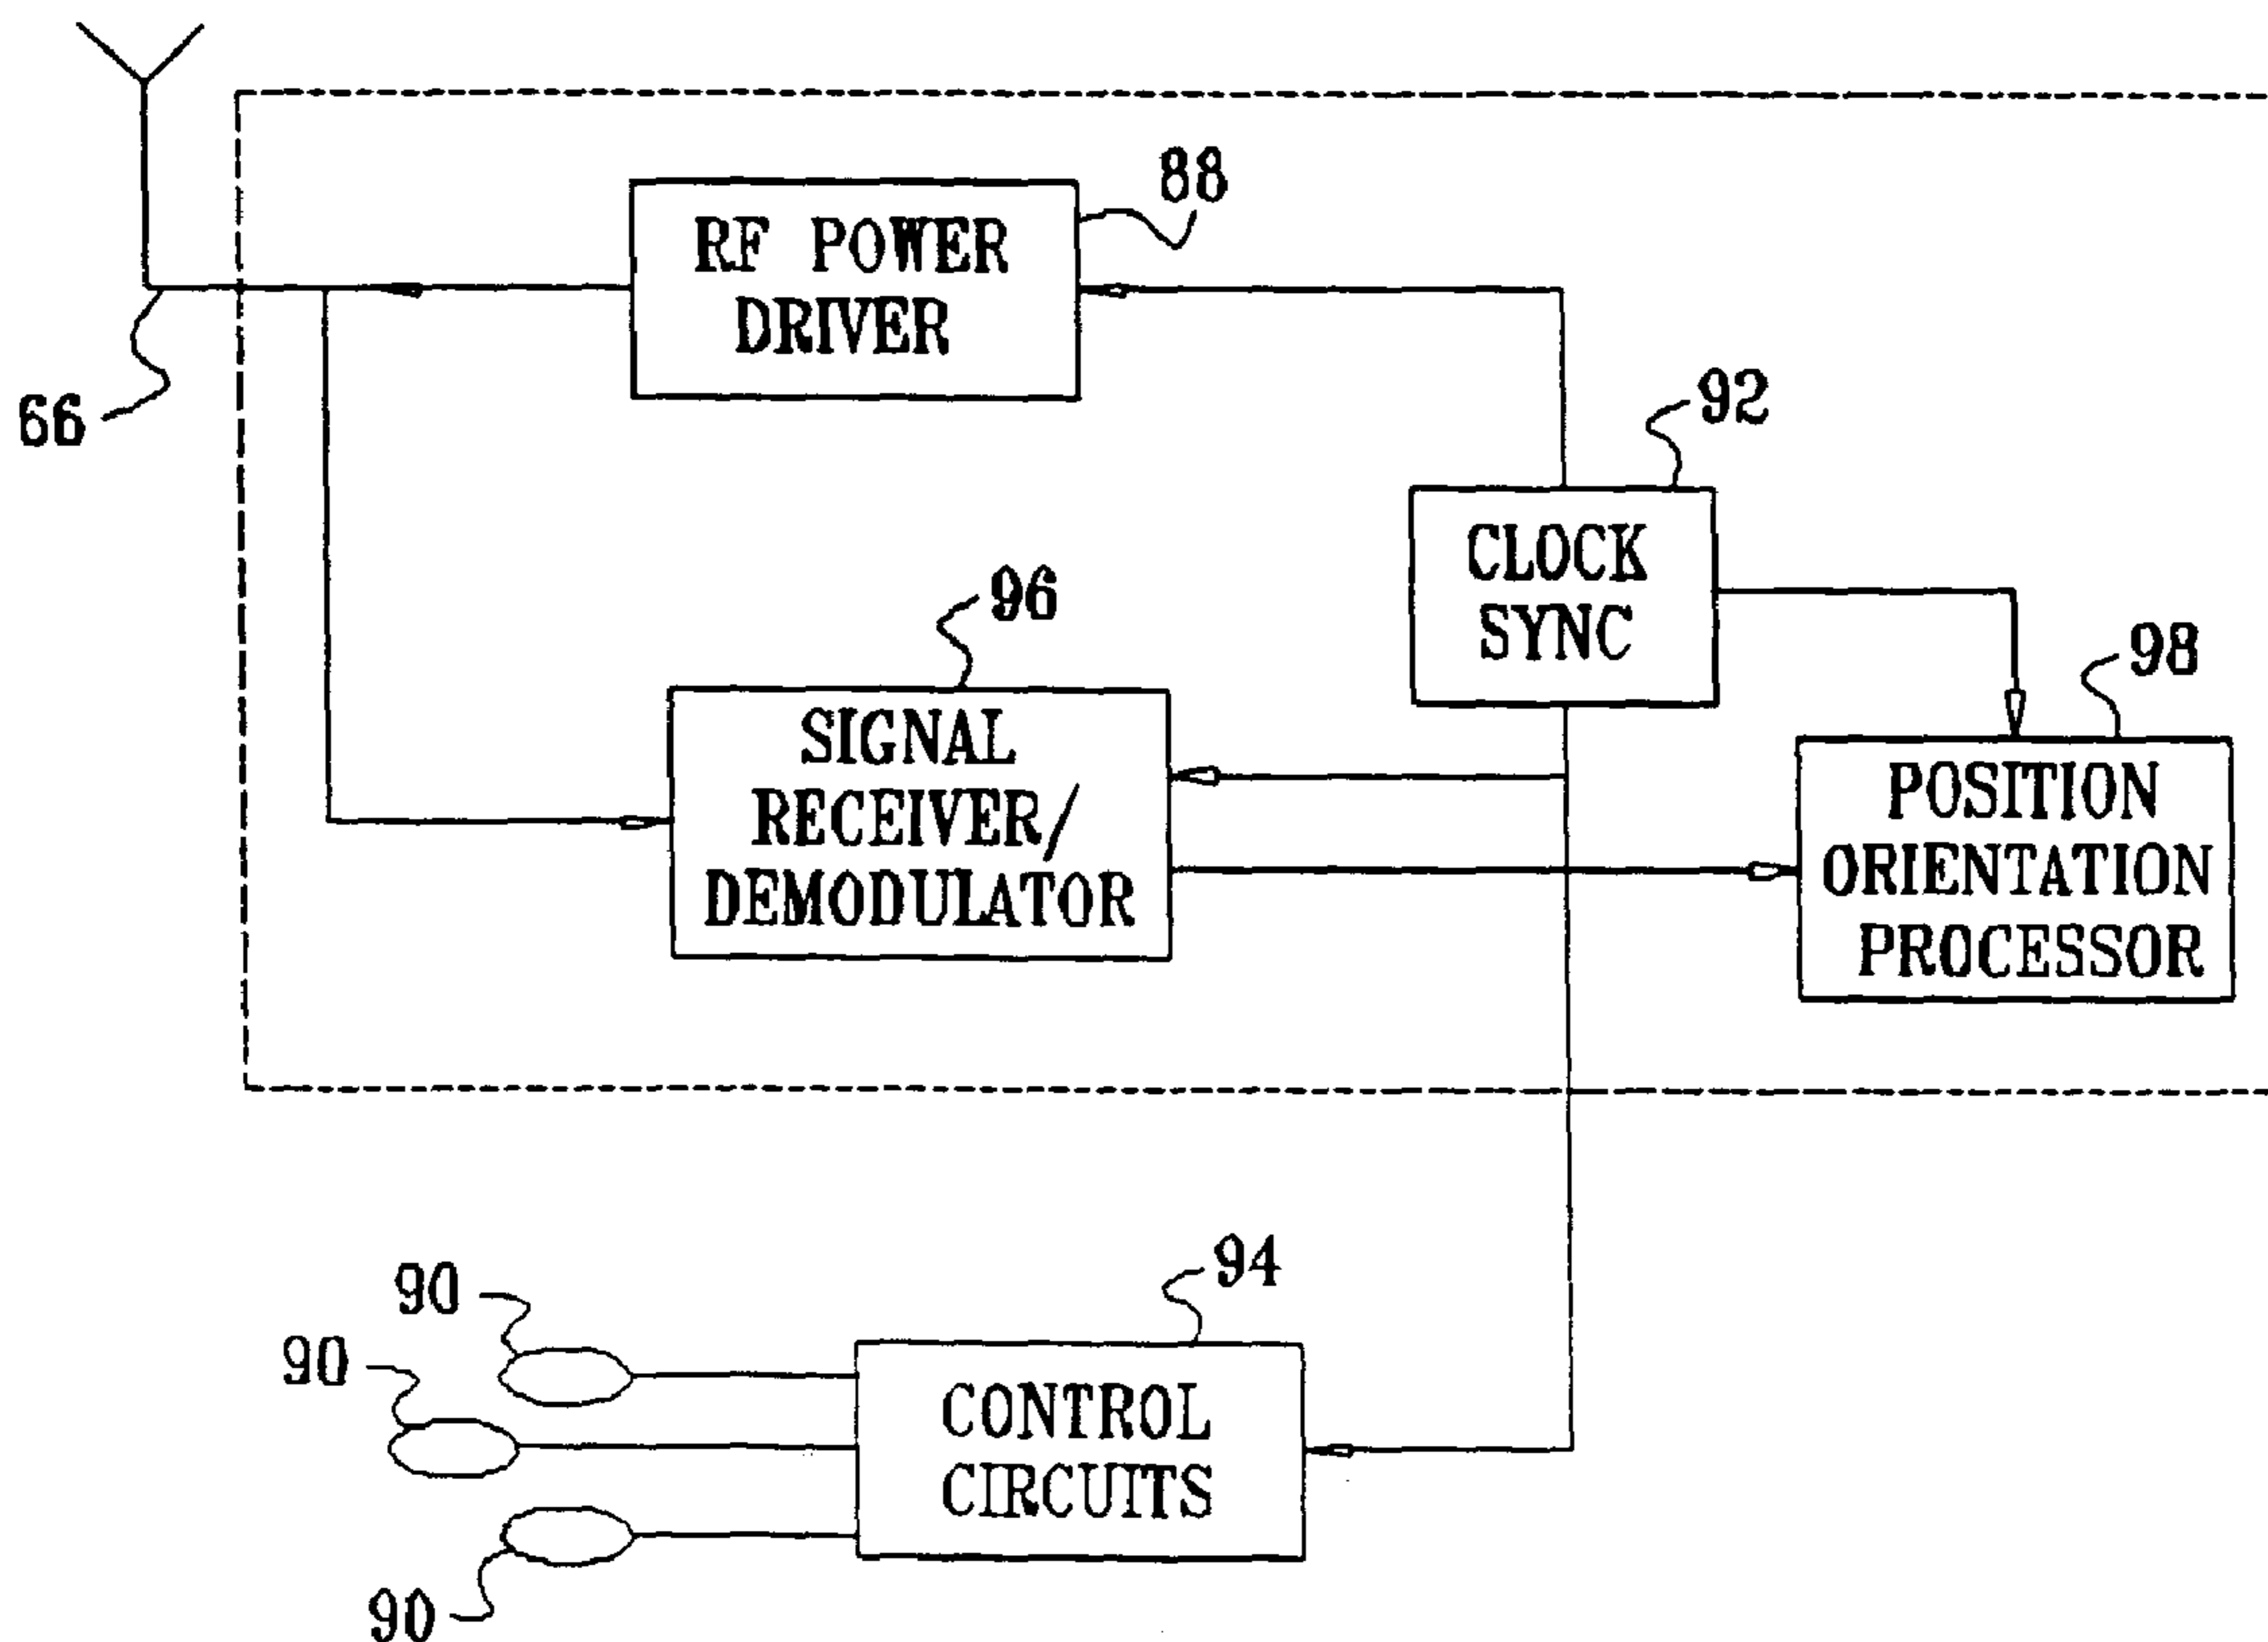 88
RF POWER
DRIVER
66
92
CLOCK
SYNC
96
98
SIGNAL
RECEIVER/
DEMODULATOR
POSITION
ORIENTATION
PROCESSOR
94
90
90
CONTROL
CIRCUITS
90